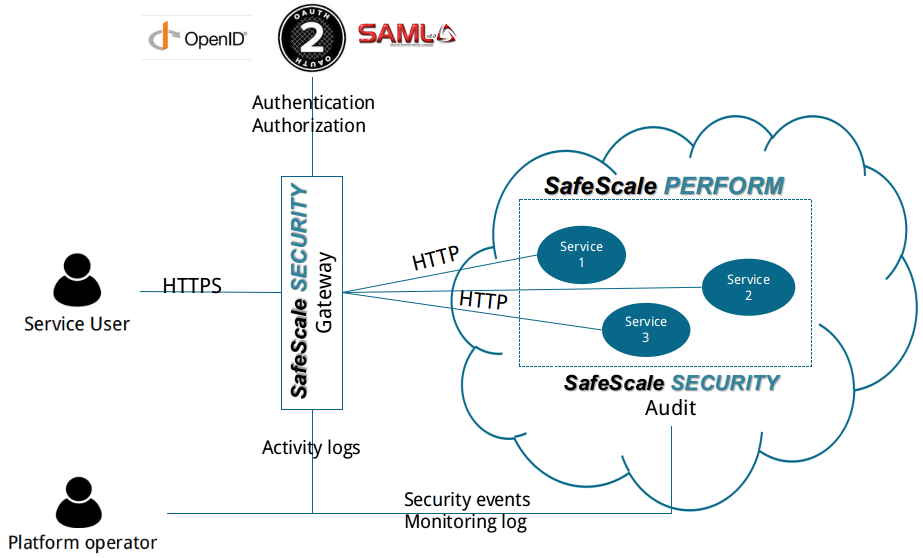 OpenID®
OAUTH
2
OAUTH
SAML v2.0
Authentication
Authorization
SafeScale PERFORM
SafeScale SECURITY
Gateway
HTTP
Service
1
HTTPS
Service
2
HTTP
Service User
Service
3
SafeScale SECURITY
Audit
Activity logs
Security events
Monitoring log
Platform operator